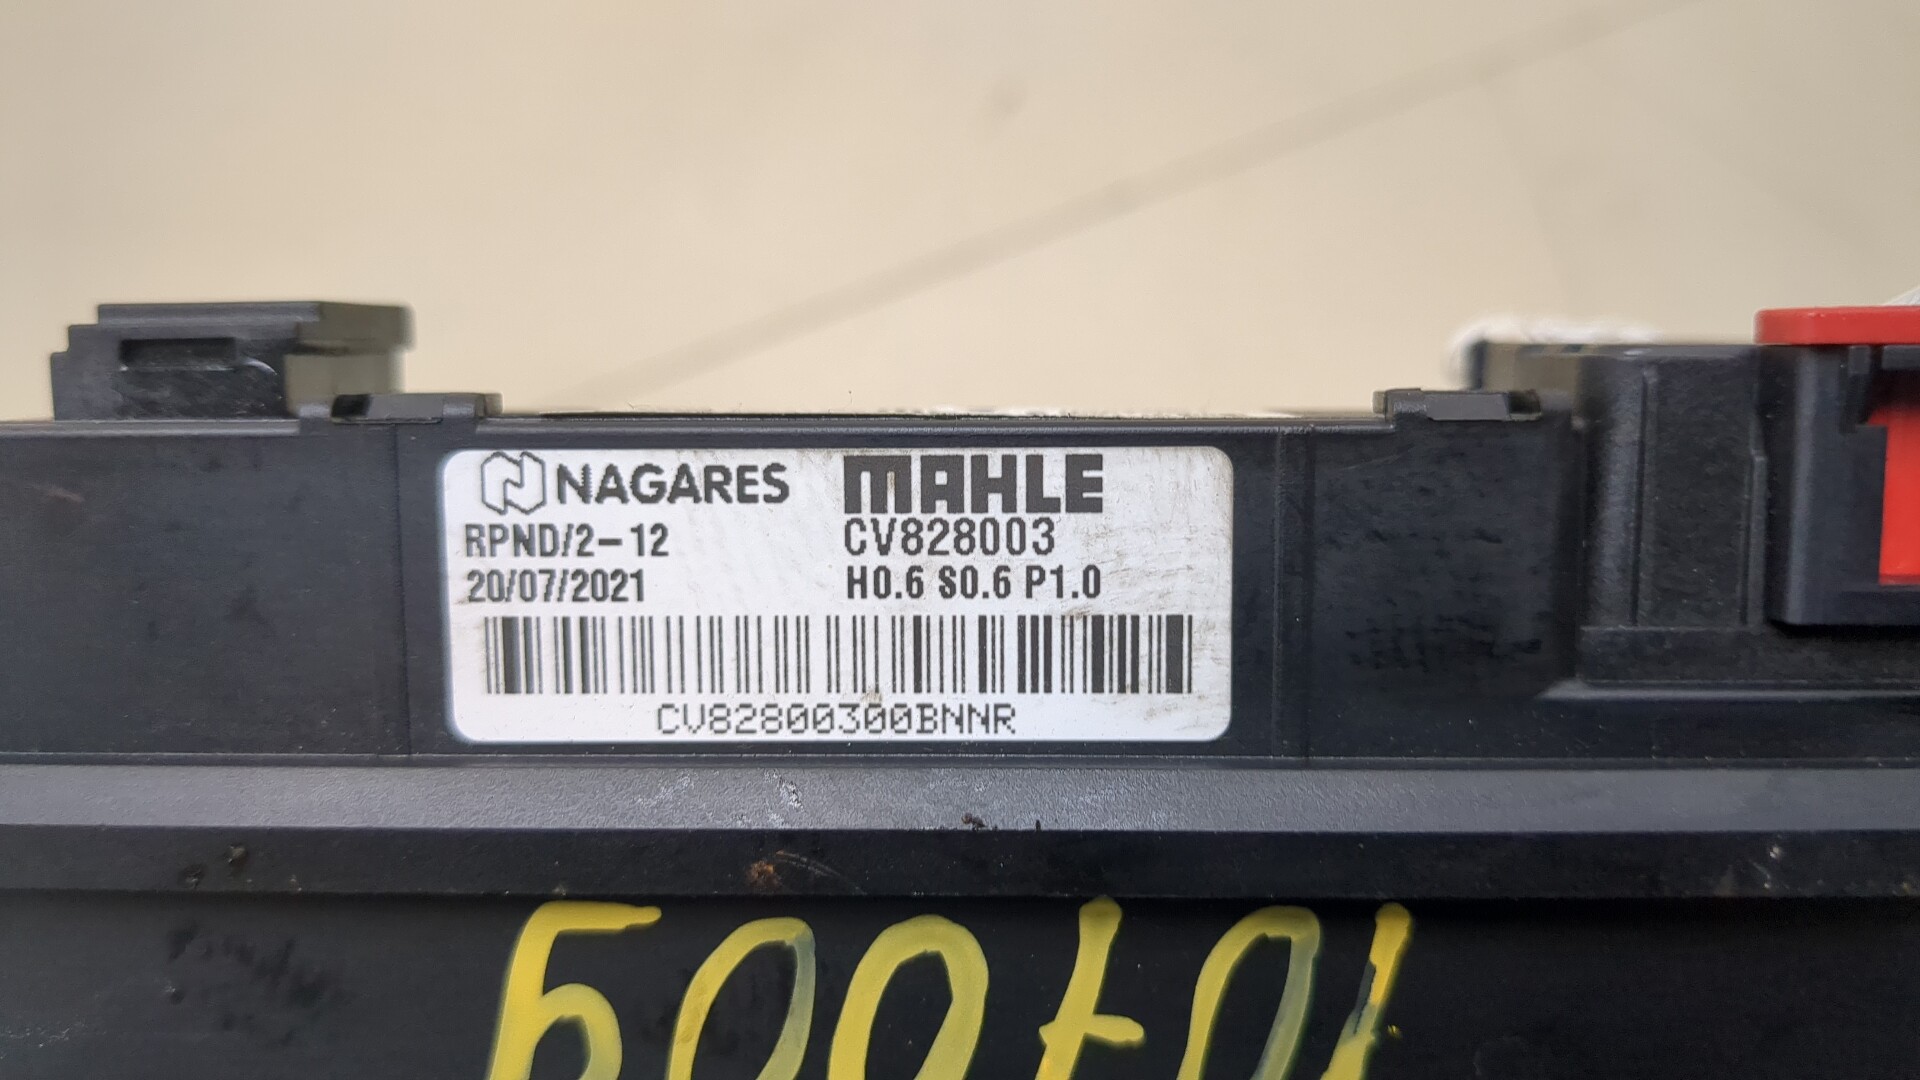 NAGARES MAHLE
RPND/2-12 CV828003
20/07/2021 H0.6 S0.6 P1.0
CV82800300BNNR